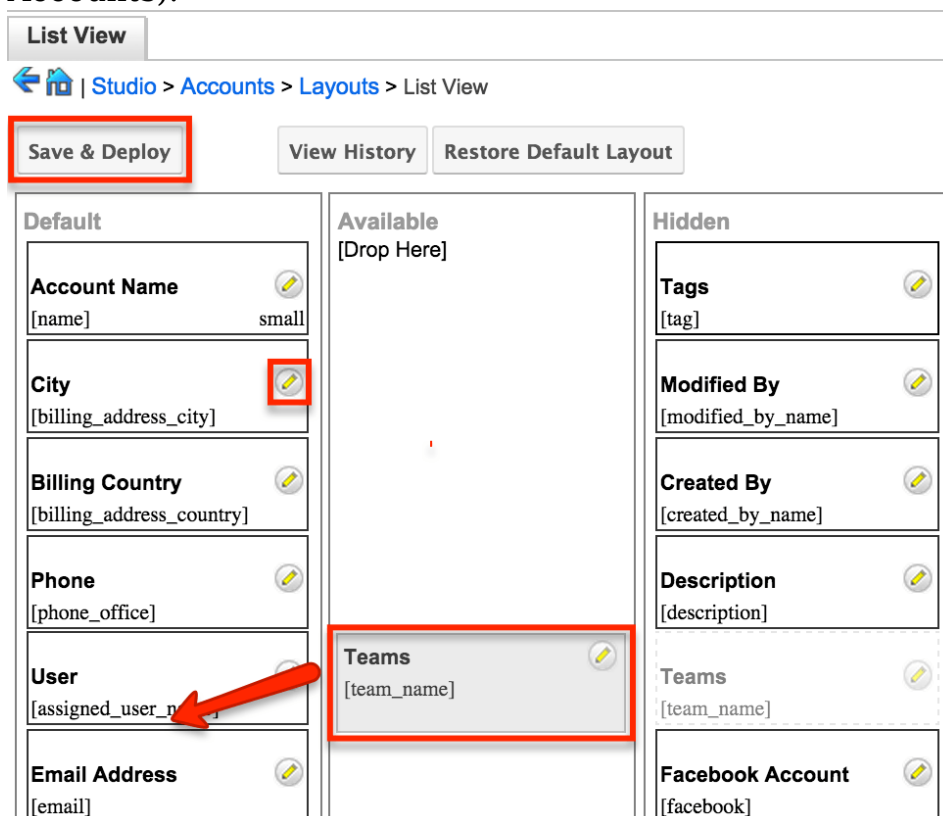 List View
| Studio > Accounts > Layouts > List View
Save & Deploy
View History
Restore Default Layout
Default
Account Name
[name] small
City
[billing_address_city]
Billing Country
[billing_address_country]
Phone
[phone_office]
User
Email Address
[email]
Available
[Drop Here]
Teams
[team_name]
Hidden
Tags
[tag]
Modified By
[modified_by_name]
Created By
[created_by_name]
Description
[description]
Teams
[team_name]
Facebook Account
[facebook]